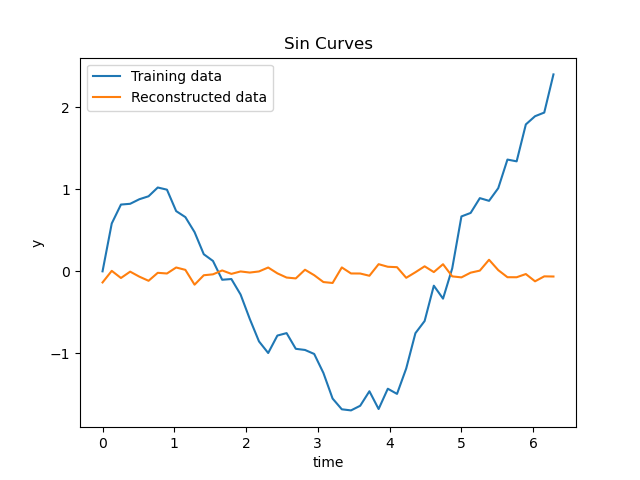 Sin Curves
Training data
Reconstructed data
2
1
0
−1
y
0 1 2 3 4 5 6
time